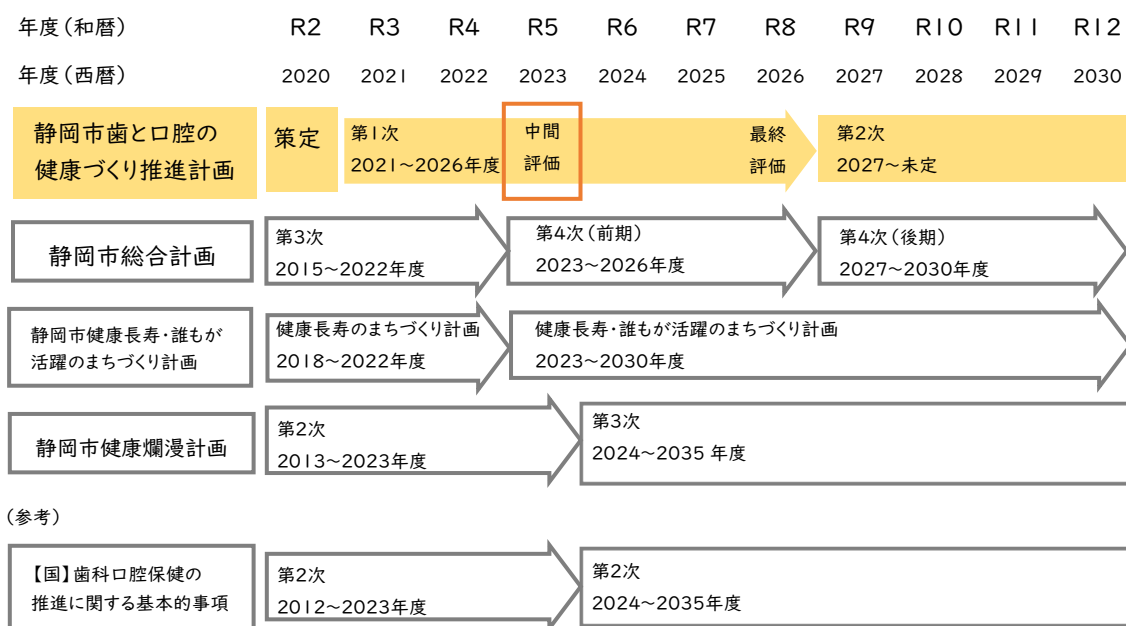 年度(和暦) R2 R3 R4 R5 R6 R7 R8 R9 R10 R11 R12
年度(西暦) 2020 2021 2022 2023 2024 2025 2026 2027 2028 2029 2030
静岡市歯と口腔の
健康づくり推進計画
策定
第1次
2021～2026年度
中間
評価
最終
評価
第2次
2027～未定
静岡市総合計画
第3次
2015～2022年度
第4次(前期)
2023～2026年度
第4次(後期)
2027～2030年度
静岡市健康長寿・誰もが
活躍のまちづくり計画
健康長寿のまちづくり計画
2018～2022年度
健康長寿・誰もが活躍のまちづくり計画
2023～2030年度
静岡市健康爛漫計画
第2次
2013～2023年度
第3次
2024～2035 年度
(参考)
【国】歯科口腔保健の
推進に関する基本的事項
第2次
2012～2023年度
第2次
2024～2035年度